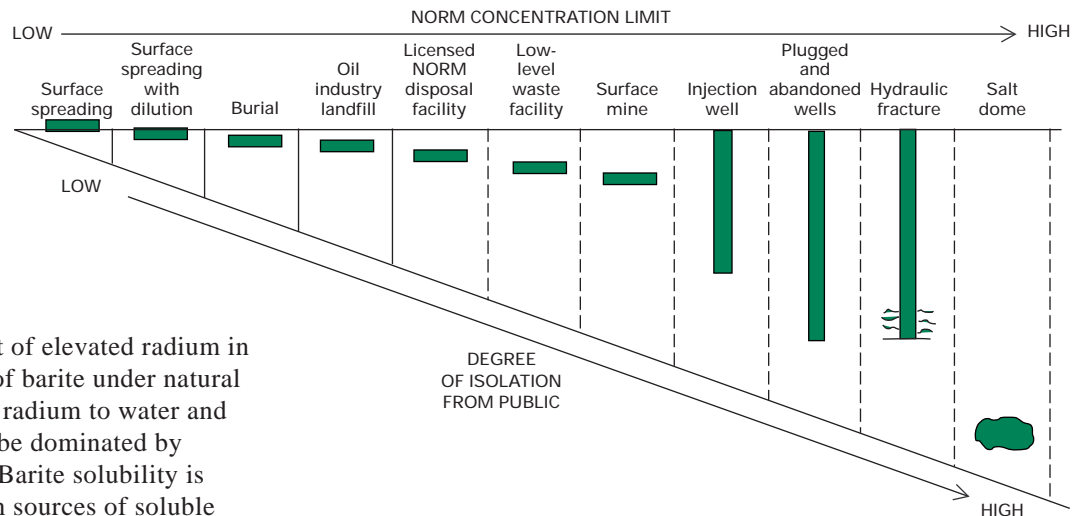 NORM CONCENTRATION LIMIT
LOW
HIGH
Surface
spreading
Surface
spreading
with
dilution
Burial
Oil
industry
landfill
Licensed
NORM
disposal
facility
Low-
level
waste
facility
Surface
mine
Injection
well
Plugged
and
abandoned
wells
Hydraulic
fracture
Salt
dome
LOW
DEGREE
OF ISOLATION
FROM PUBLIC
HIGH
t of elevated radium in
of barite under natural
radium to water and
be dominated by
Barite solubility is
n sources of soluble